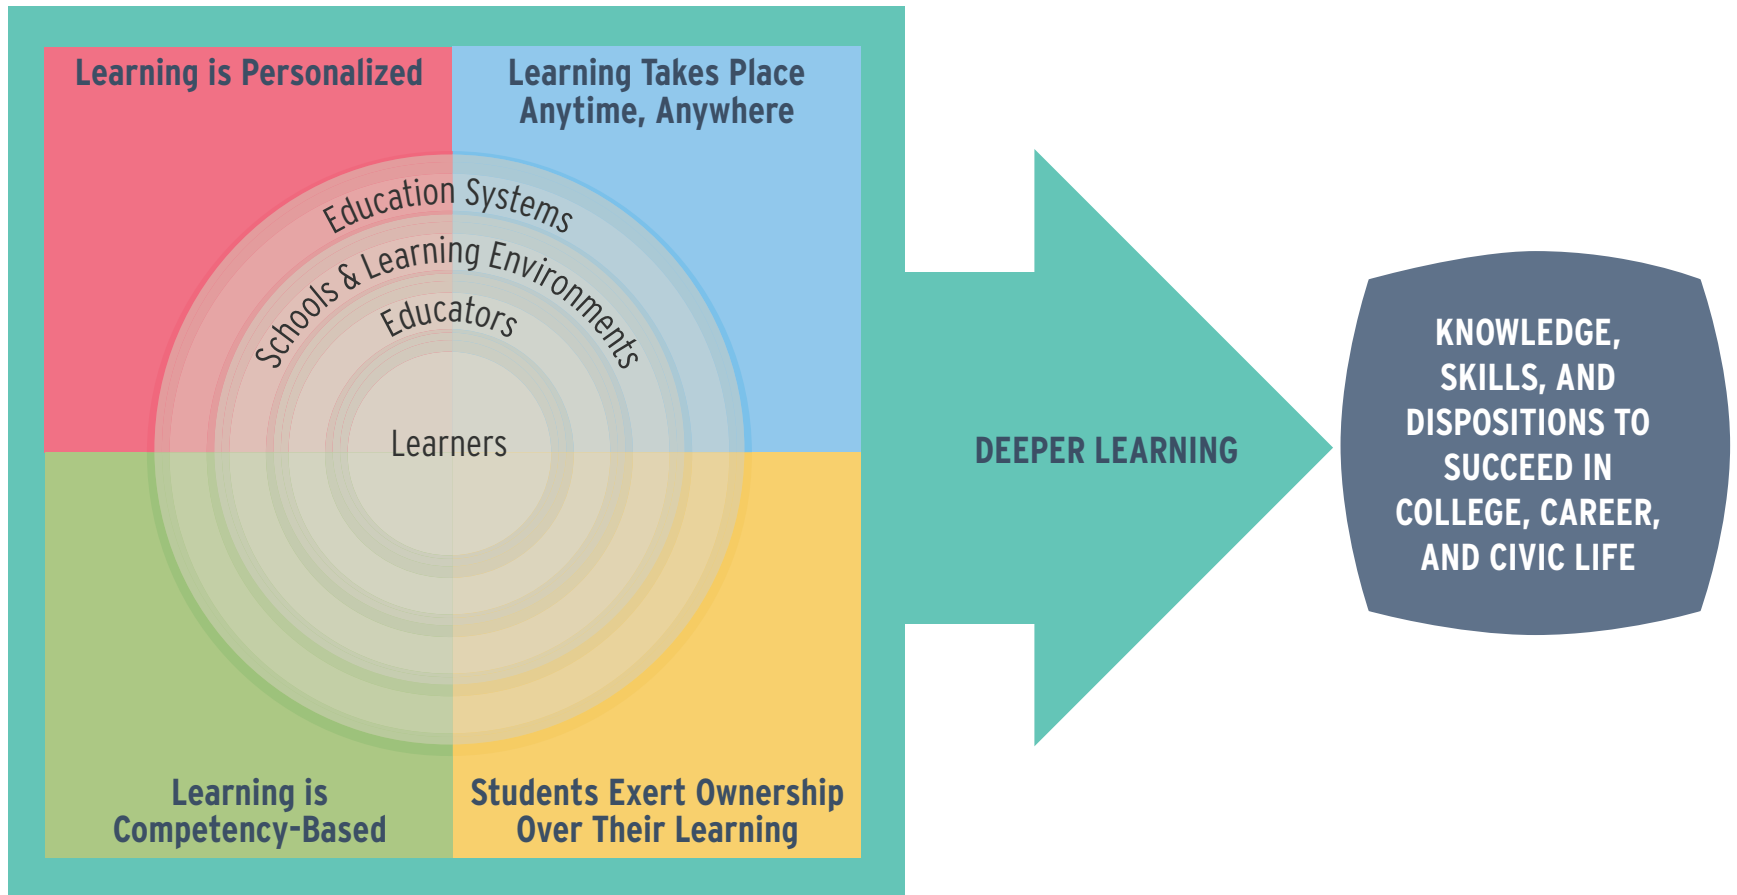 Learning is Personalized
Learning Takes Place
Anytime, Anywhere
Education Systems
Schools & Learning Environments
Educators
Learners
Learning is
Competency-Based
Students Exert Ownership
Over Their Learning
DEEPER LEARNING
KNOWLEDGE,
SKILLS, AND
DISPOSITIONS TO
SUCCEED IN
COLLEGE, CAREER,
AND CIVIC LIFE